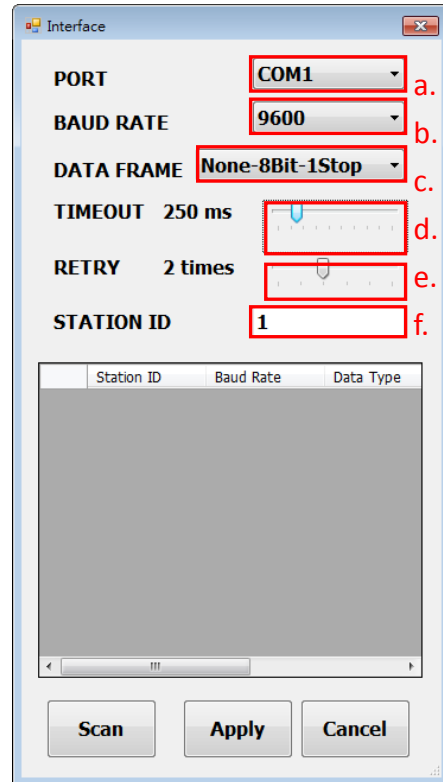 Interface
PORT COM1 a.
BAUD RATE 9600 b.
DATA FRAME None-8Bit-1Stop c.
TIMEOUT 250 ms d.
RETRY 2 times e.
STATION ID 1 f.
Station ID Baud Rate Data Type
Scan Apply Cancel